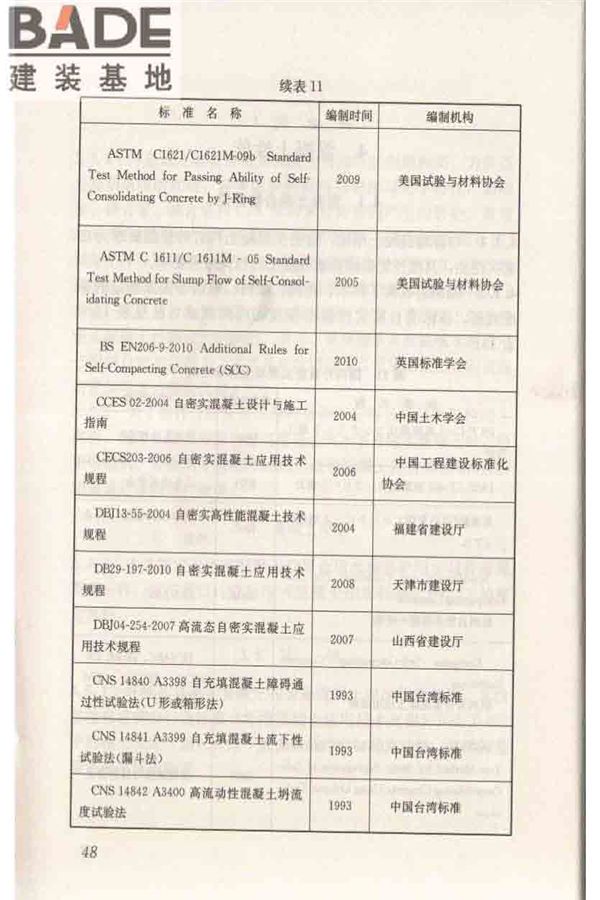 BADE
建装基地
续表11
标准名称 编制时间 编制机构
ASTM C1621/C1621M-09b Standard
Test Method for Passing Ability of Self-
Consolidating Concrete by J-Ring
2009 美国试验与材料协会
ASTM C 1611/C 1611M - 05 Standard
Test Method for Slump Flow of Self-Consol-
idating Concrete
2005 美国试验与材料协会
BS EN206-9-2010 Additional Rules for
Self-Compacting Concrete (SCC)
2010 英国标准学会
CCES 02-2004 自密实混凝土设计与施工
指南
2004 中国土木学会
CECS203-2006 自密实混凝土应用技术
规程
2006 中国工程建设标准化
协会
DBJ13-55-2004 自密实高性能混凝土技术
规程
2004 福建省建设厅
DB29-197-2010 自密实混凝土应用技术
规程
2008 天津市建设厅
DBJ04-254-2007 高流态自密实混凝土应
用技术规程
2007 山西省建设厅
CNS 14840 A3398 自充填混凝土障碍通
过性试验法(U形或箱形法)
1993 中国台湾标准
CNS 14841 A3399 自充填混凝土流下性
试验法(漏斗法)
1993 中国台湾标准
CNS 14842 A3400 高流动性混凝土坍流
度试验法
1993 中国台湾标准
48